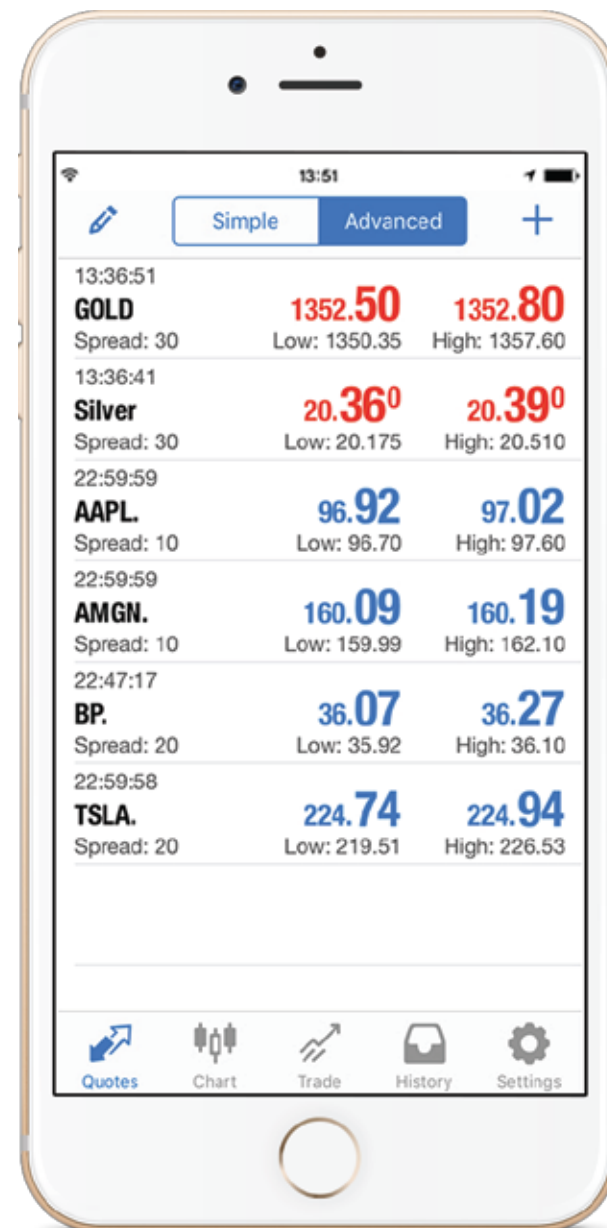 13:51
Simple Advanced
13:36:51
GOLD 1352.50 1352.80
Spread: 30 Low: 1350.35 High: 1357.60
13:36:41
Silver 20.360 20.390
Spread: 30 Low: 20.175 High: 20.510
22:59:59
AAPL. 96.92 97.02
Spread: 10 Low: 96.70 High: 97.60
22:59:59
AMGN. 160.09 160.19
Spread: 10 Low: 159.99 High: 162.10
22:47:17
BP. 36.07 36.27
Spread: 20 Low: 35.92 High: 36.10
22:59:58
TSLA. 224.74 224.94
Spread: 20 Low: 219.51 High: 226.53
Quotes Chart Trade History Settings